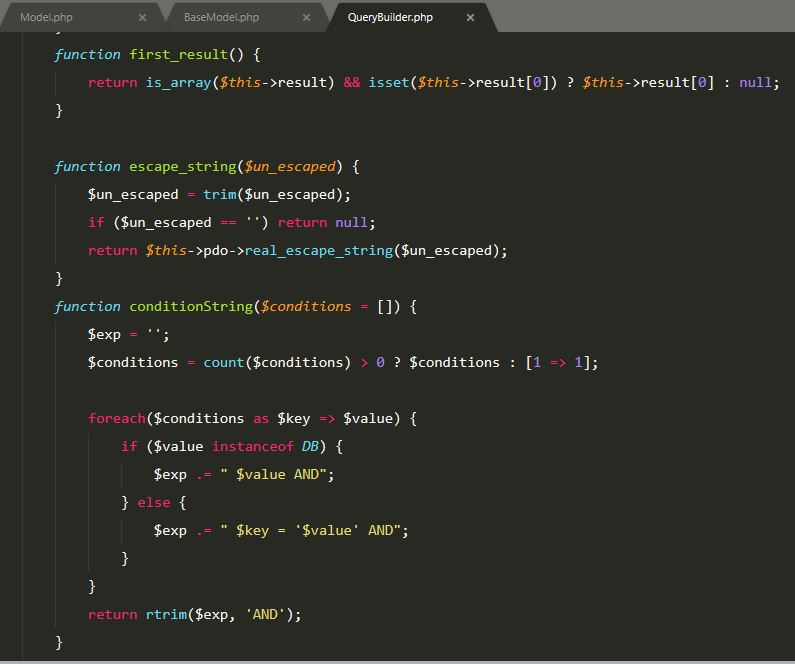 Model.php × BaseModel.php × QueryBuilder.php ×
function first_result() {
return is_array($this->result) && isset($this->result[0]) ? $this->result[0] : null;
}
function escape_string($un_escaped) {
$un_escaped = trim($un_escaped);
if ($un_escaped == '') return null;
return $this->pdo->real_escape_string($un_escaped);
}
function conditionString($conditions = []) {
$exp = '';
$conditions = count($conditions) > 0 ? $conditions : [1 => 1];
foreach($conditions as $key => $value) {
if ($value instanceof DB) {
$exp .= " $value AND";
} else {
$exp .= " $key = '$value' AND";
}
}
return rtrim($exp, 'AND');
}